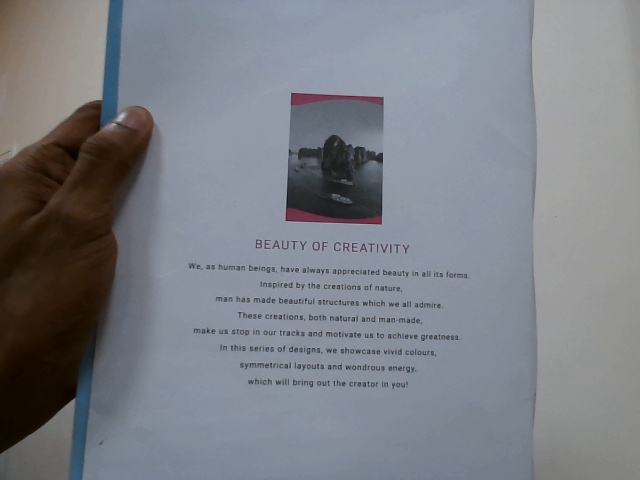 BEAUTY OF CREATIVITY
We, as human beings, have always appreciated beauty in all its forms.
Inspired by the creations of nature,
man has made beautiful structures which we all admire.
These creations, both natural and man-made,
make us stop in our tracks and motivate us to achieve greatness.
In this series of designs, we showcase vivid colours,
symmetrical layouts and wondrous energy,
which will bring out the creator in you!